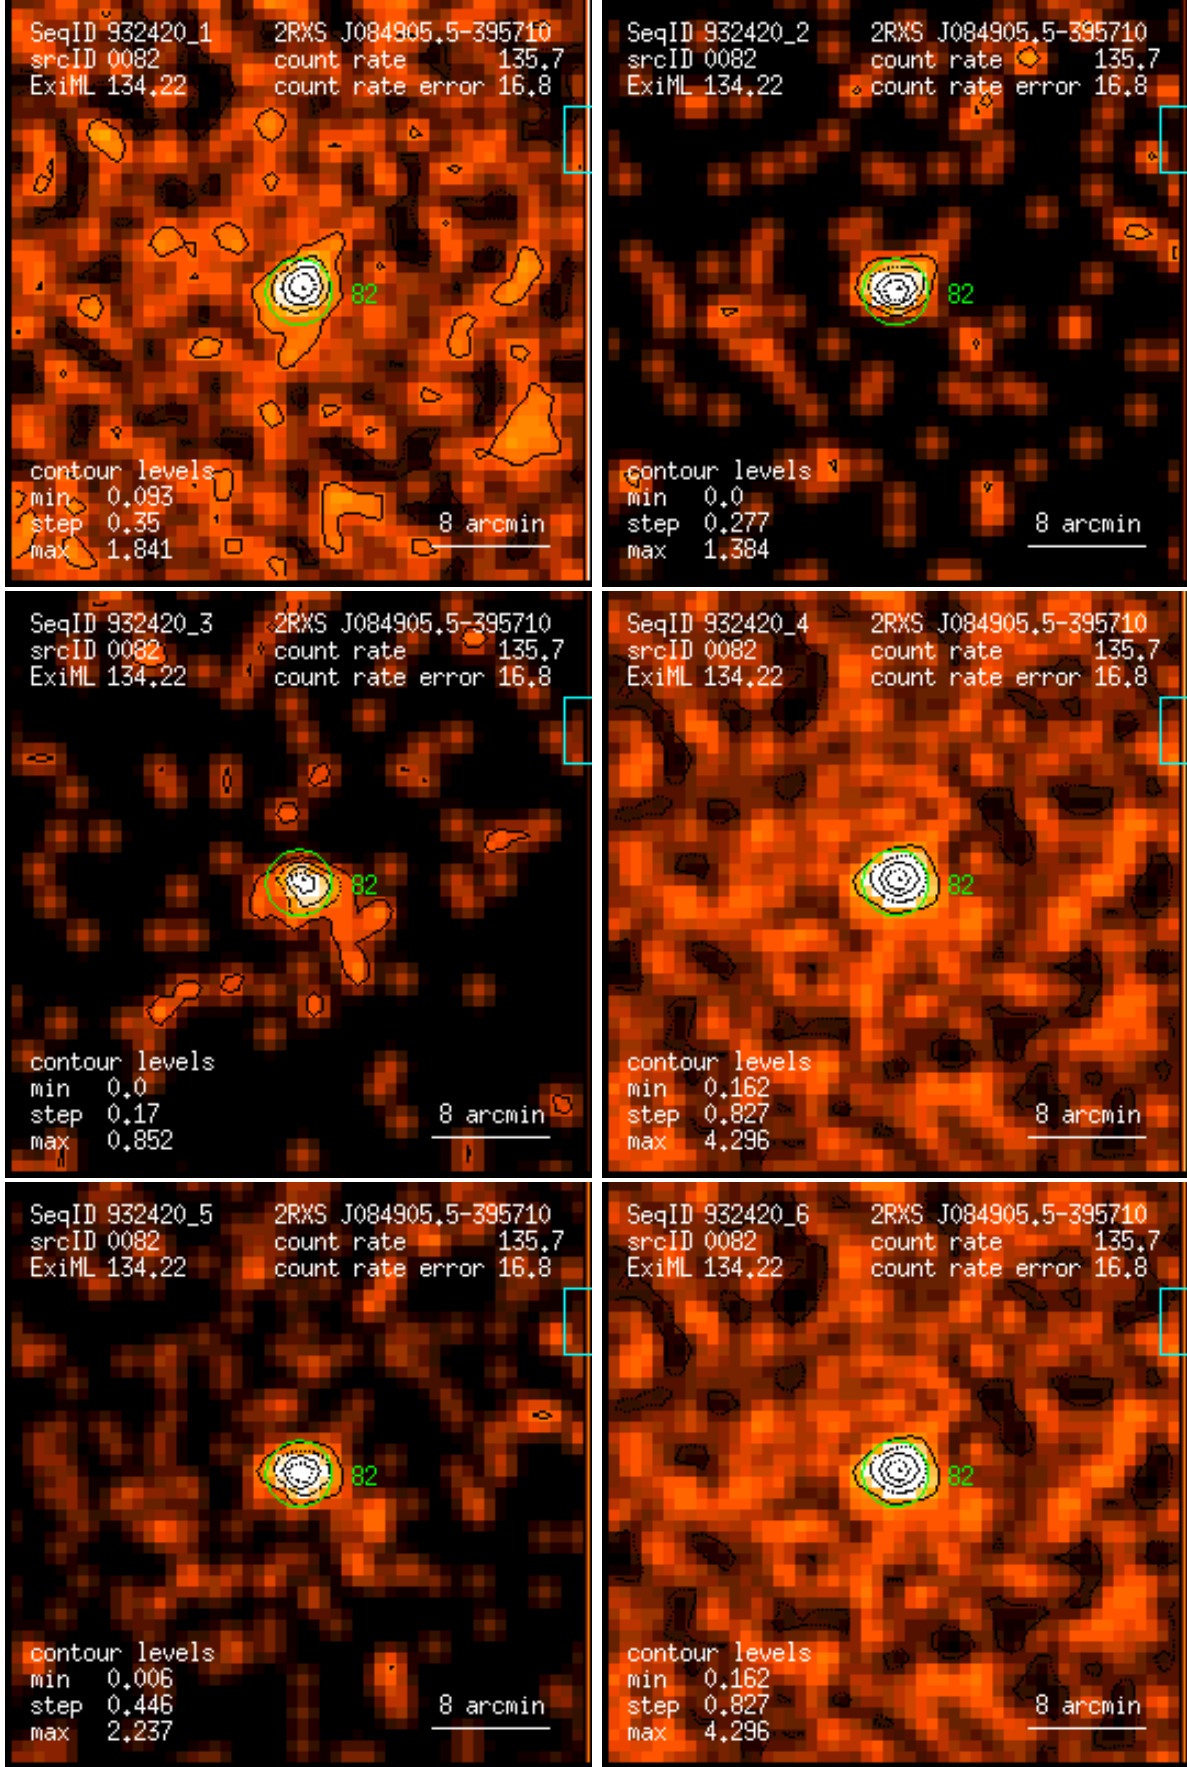 SeqID 932420_1 2RXS J084905.5-395710
srcID 0082 count rate 135.7
ExiML 134.22 count rate error 16.8
82
contour levels
min 0.093
step 0.35 8 arcmin
max 1.841
SeqID 932420_2 2RXS J084905.5-395710
srcID 0082 count rate 135.7
ExiML 134.22 count rate error 16.8
82
contour levels
min 0.0
step 0.277 8 arcmin
max 1.384
SeqID 932420_3 2RXS J084905.5-395710
srcID 0082 count rate 135.7
ExiML 134.22 count rate error 16.8
82
contour levels
min 0.0
step 0.17 8 arcmin
max 0.852
SeqID 932420_4 2RXS J084905.5-395710
srcID 0082 count rate 135.7
ExiML 134.22 count rate error 16.8
82
contour levels
min 0.162
step 0.827 8 arcmin
max 4.296
SeqID 932420_5 2RXS J084905.5-395710
srcID 0082 count rate 135.7
ExiML 134.22 count rate error 16.8
82
contour levels
min 0.006
step 0.446 8 arcmin
max 2.237
SeqID 932420_6 2RXS J084905.5-395710
srcID 0082 count rate 135.7
ExiML 134.22 count rate error 16.8
82
contour levels
min 0.162
step 0.827 8 arcmin
max 4.296